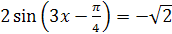 2 sin (3x − π/4) = −√2